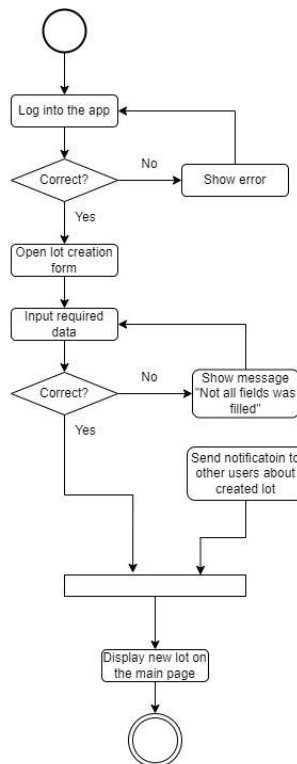 Log into the app
Correct?
No
Show error
Yes
Open lot creation
form
Input required
data
Correct?
No
Show message
"Not all fields was
filled"
Yes
Send notificatoin to
other users about
created lot
Display new lot on
the main page